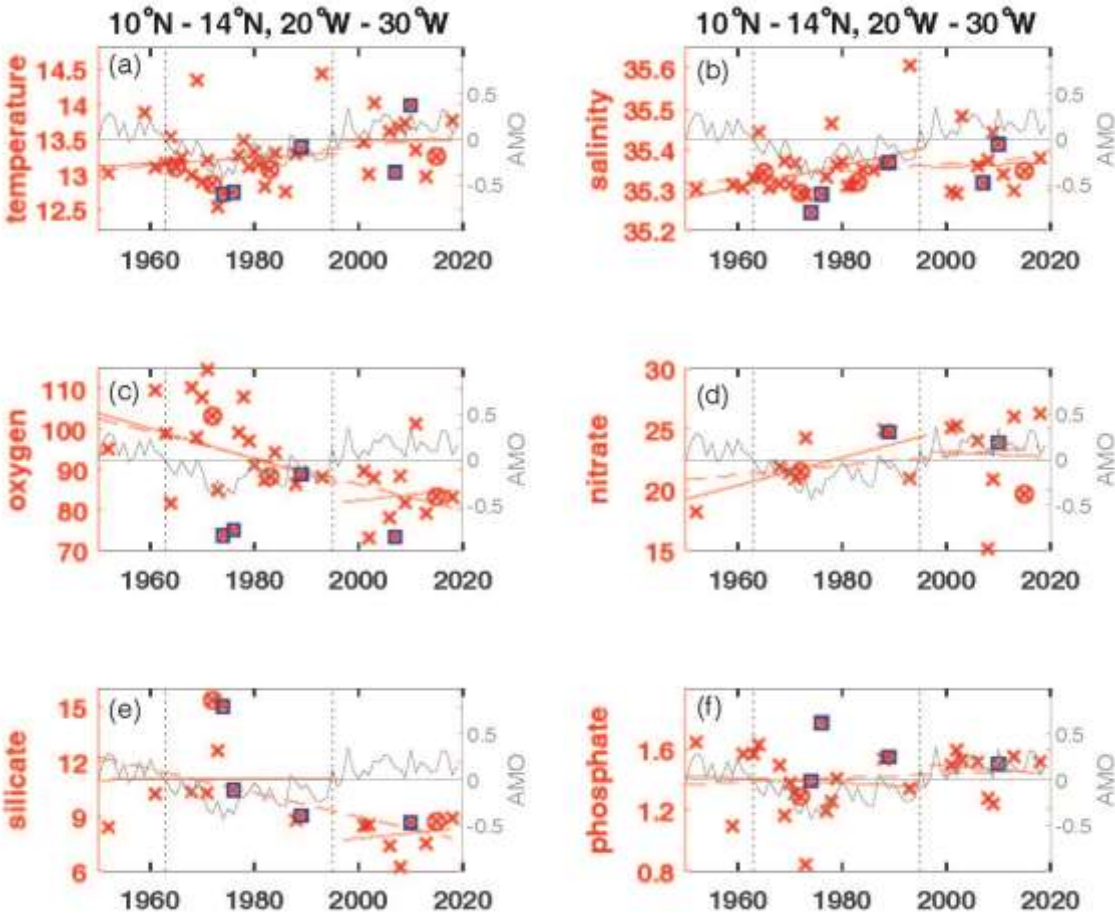 10°N - 14°N, 20°W - 30°W
10°N - 14°N, 20°W - 30°W
(a)
temperature
14.5
14
13.5
13
12.5
0.5
0
-0.5
AMO
1960 1980 2000 2020
(b)
salinity
35.6
35.5
35.4
35.3
35.2
0.5
0
-0.5
AMO
1960 1980 2000 2020
(c)
oxygen
110
100
90
80
70
0.5
0
-0.5
AMO
1960 1980 2000 2020
(d)
nitrate
30
25
20
15
0.5
0
-0.5
AMO
1960 1980 2000 2020
(e)
silicate
15
12
9
6
0.5
0
-0.5
AMO
1960 1980 2000 2020
(f)
phosphate
1.6
1.2
0.8
0.5
0
-0.5
AMO
1960 1980 2000 2020